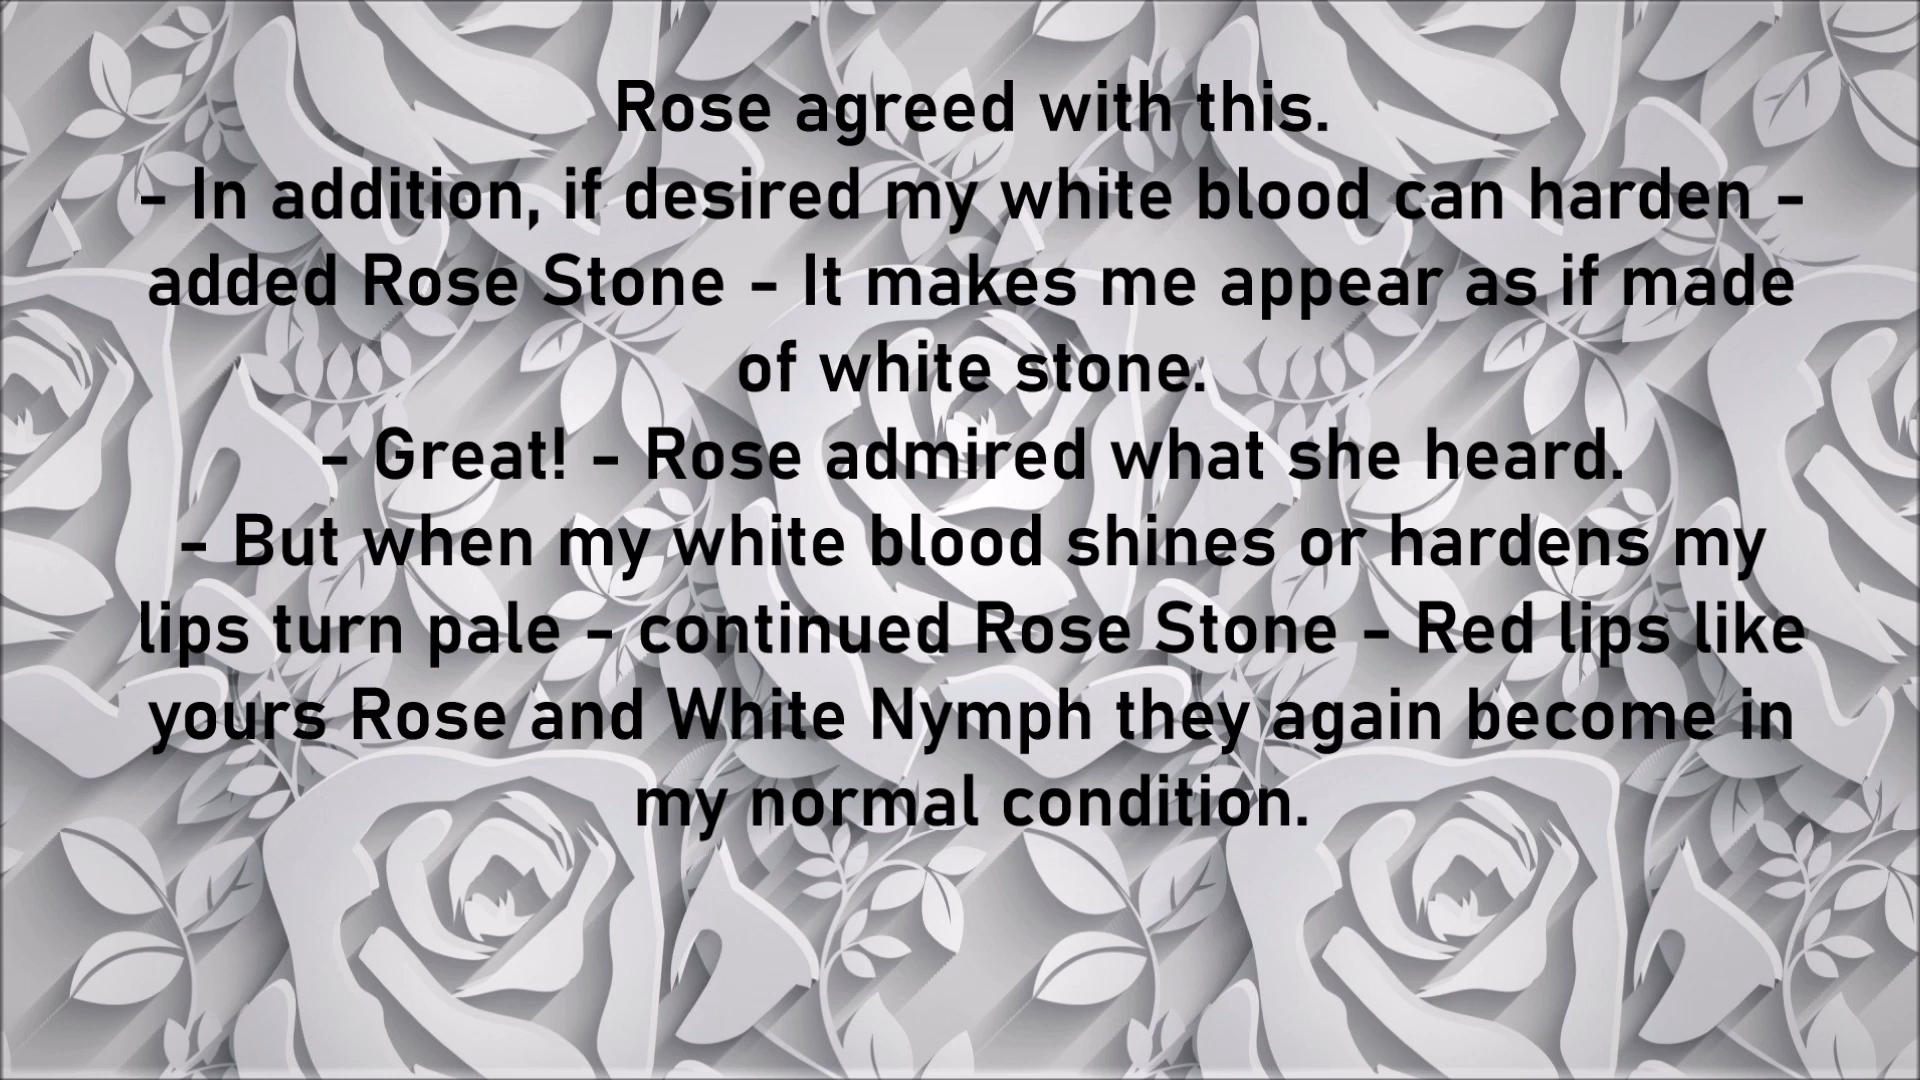 Rose agreed with this.
- In addition, if desired my white blood can harden -
added Rose Stone - It makes me appear as if made
of white stone.
- Great! - Rose admired what she heard.
- But when my white blood shines or hardens my
lips turn pale - continued Rose Stone - Red lips like
yours Rose and White Nymph they again become in
my normal condition.